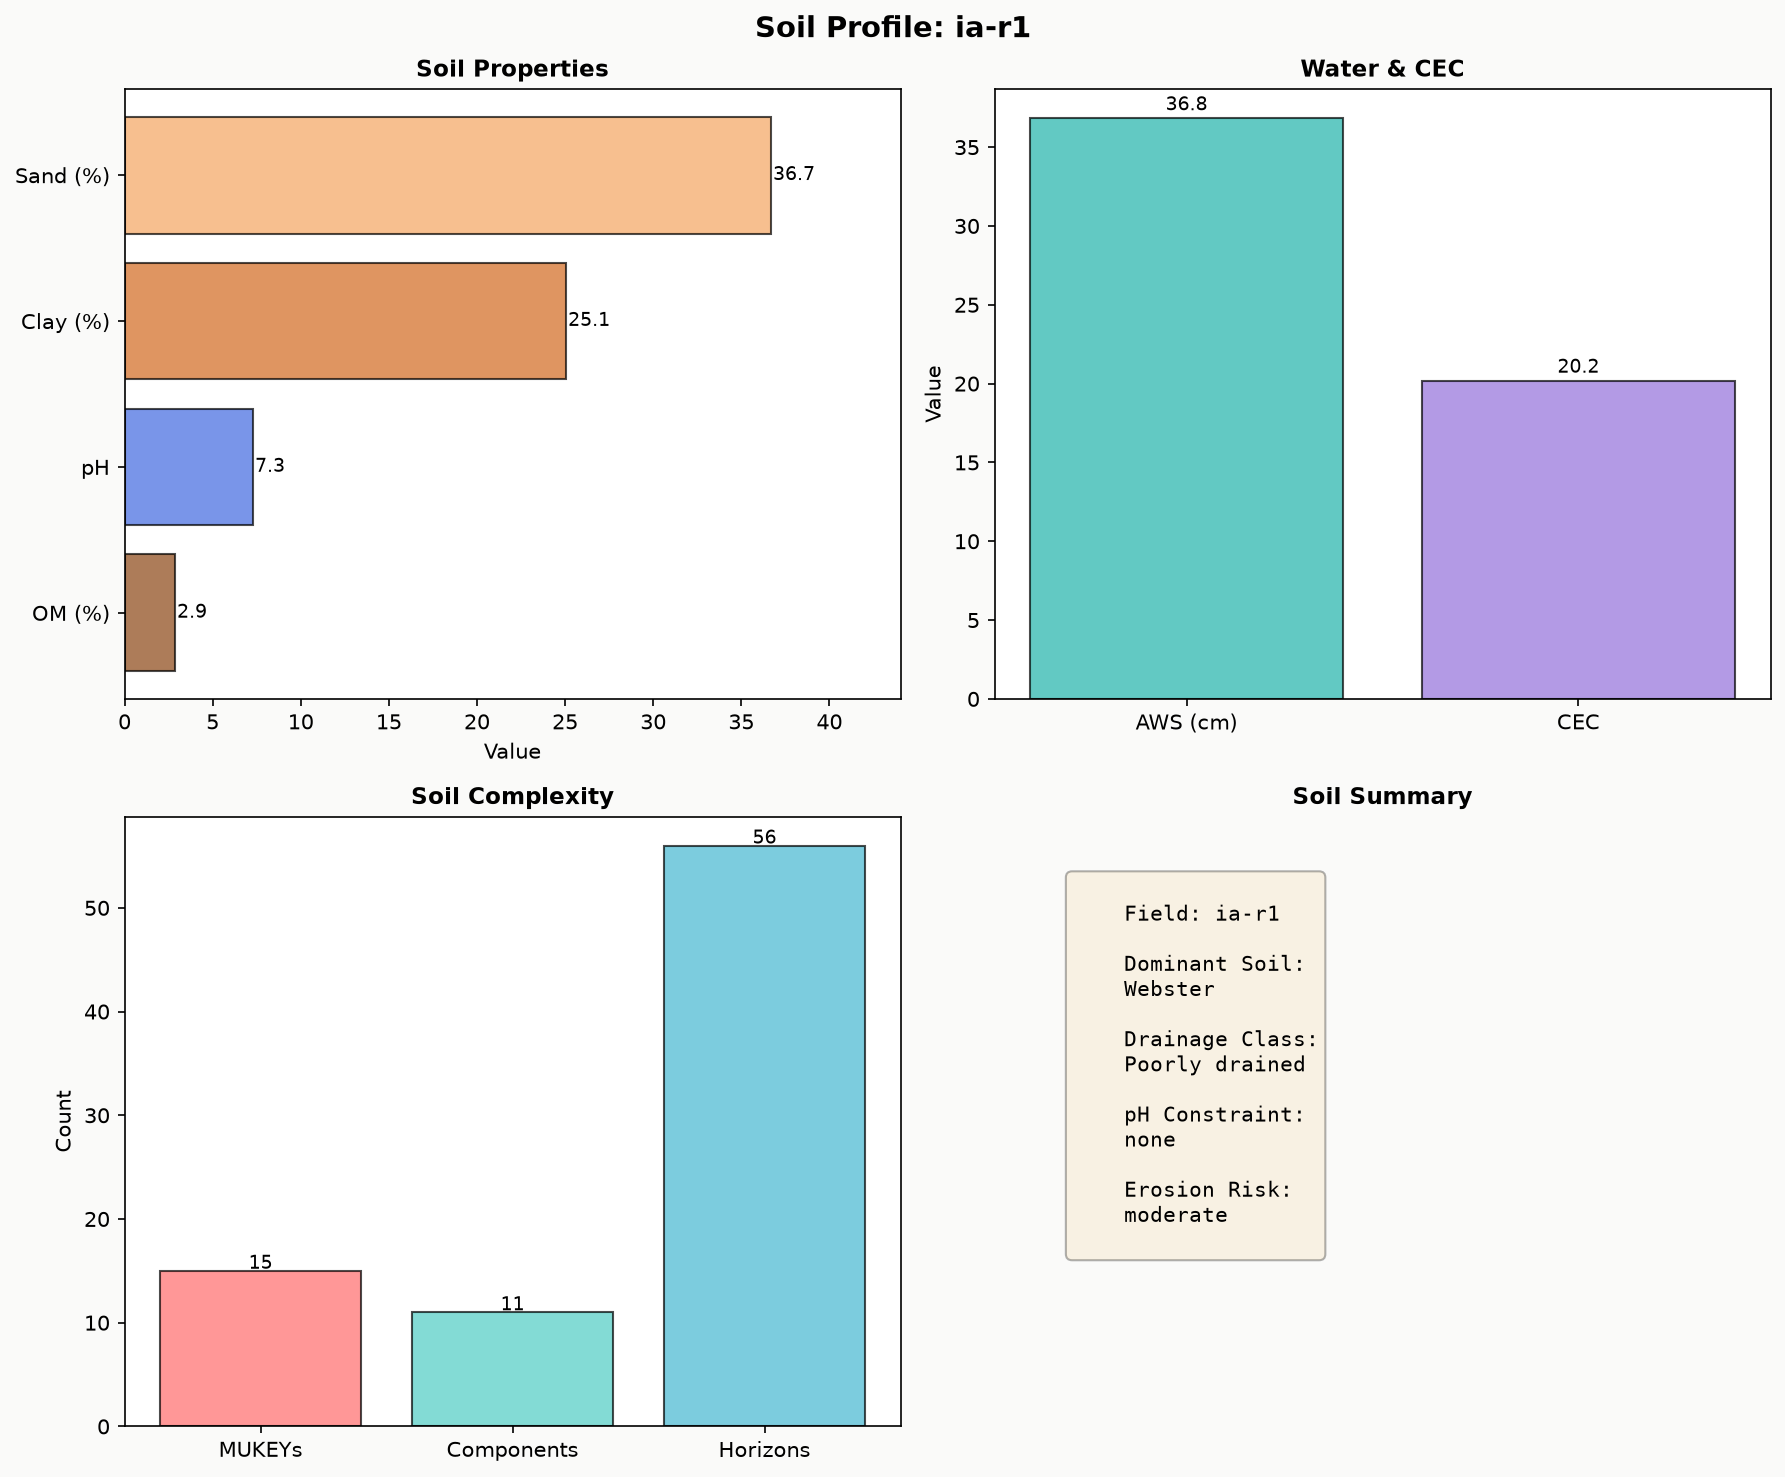 Soil Profile: ia-r1
Soil Properties
Sand (%)
Clay (%)
pH
OM (%)
36.7
25.1
7.3
2.9
0 5 10 15 20 25 30 35 40
Value
Water & CEC
Value
35
30
25
20
15
10
5
0
36.8
20.2
AWS (cm) CEC
Soil Complexity
Count
50
40
30
20
10
0
15
11
56
MUKEYs Components Horizons
Soil Summary
Field: ia-r1
Dominant Soil:
Webster
Drainage Class:
Poorly drained
pH Constraint:
none
Erosion Risk:
moderate